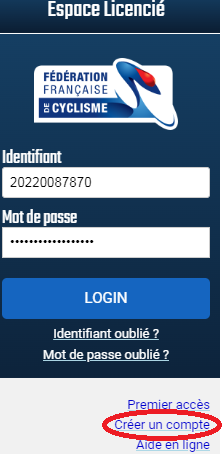 Espace Licencié
FÉDÉRATION
FRANÇAISE
DE CYCLISME
Identifiant
20220087870
Mot de passe
••••••••••••••••••
LOGIN
Identifiant oublié ?
Mot de passe oublié ?
Premier accès
Créer un compte
Aide en ligne